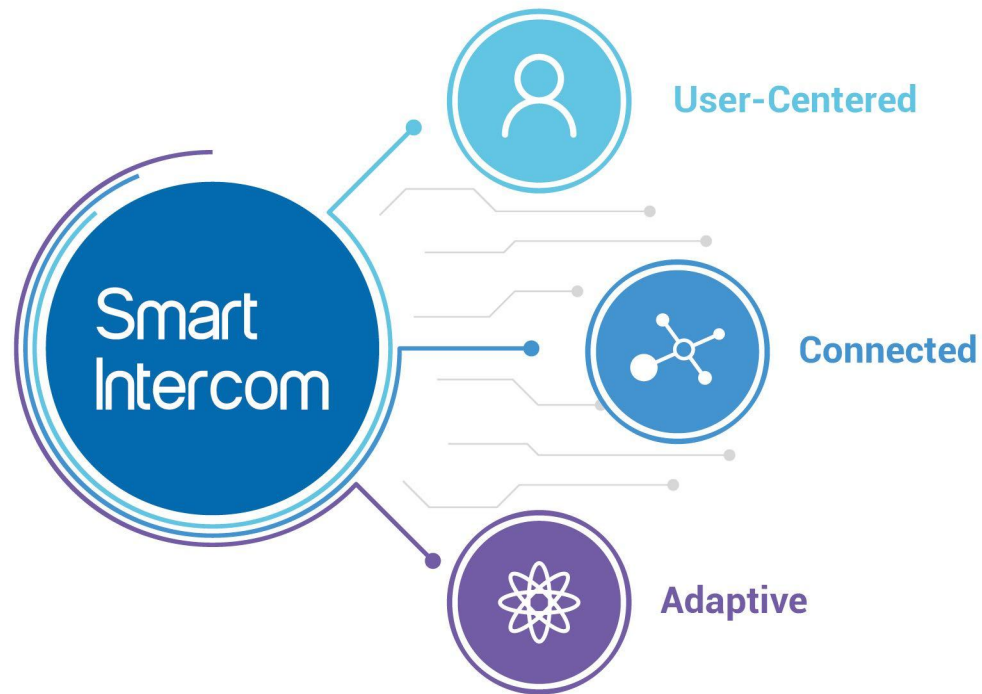 Smart
Intercom
User-Centered
Connected
Adaptive